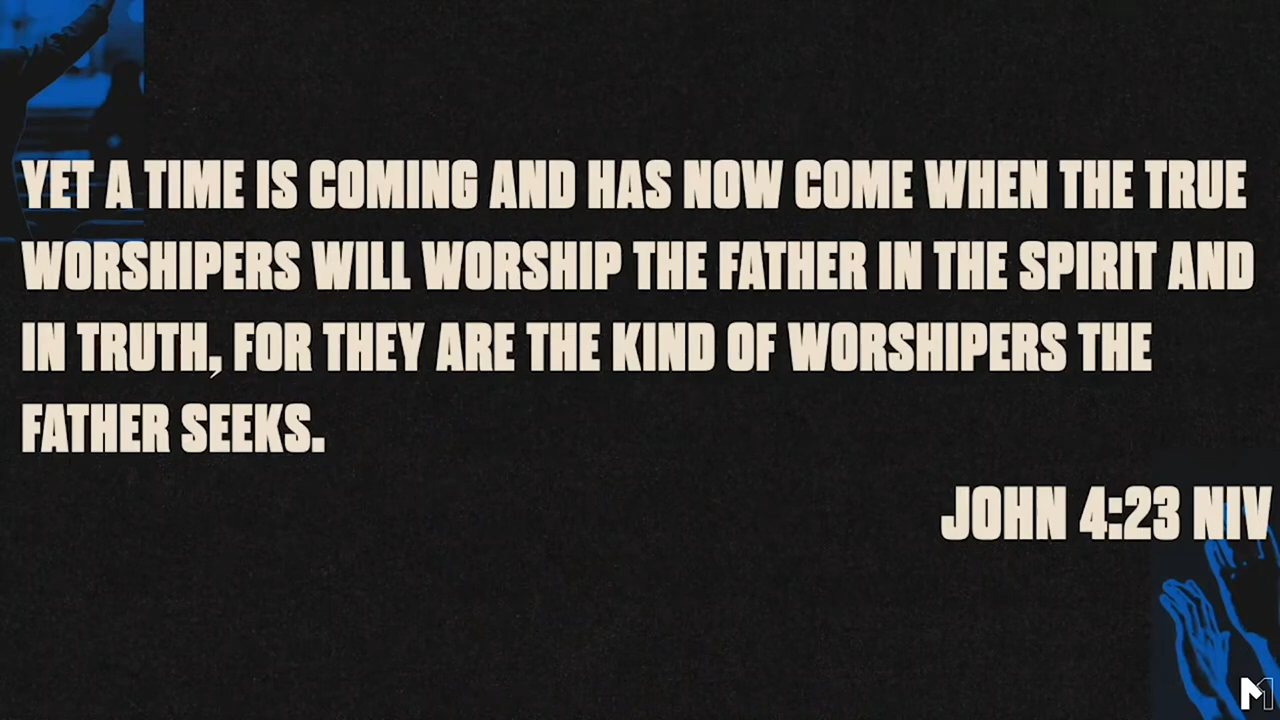 YET A TIME IS COMING AND HAS NOW COME WHEN THE TRUE
WORSHIPERS WILL WORSHIP THE FATHER IN THE SPIRIT AND
IN TRUTH, FOR THEY ARE THE KIND OF WORSHIPERS THE
FATHER SEEKS.
JOHN 4:23 NIV